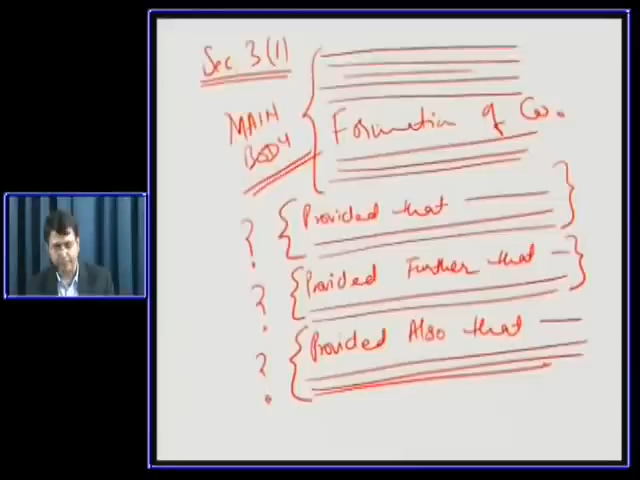 Sec 3(1)
MAIN
BODY
Formation of Co.
? Provided that
? Provided Further that
? Provided Also that